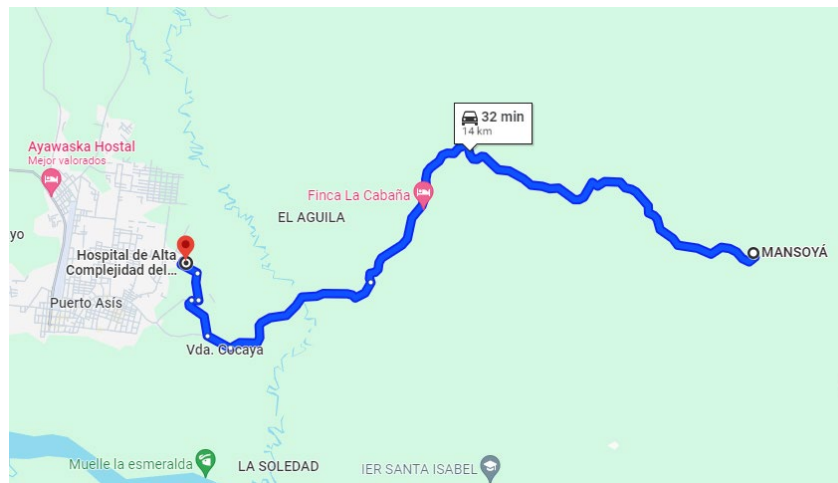 32 min
14 km
Ayawaska Hostal
Mejor valorados
Finca La Cabaña
EL AGUILA
yo
Hospital de Alta
Complejidad del...
MANSOYÁ
Puerto Asís
Vda. Cocaya
Muelle la esmeralda
LA SOLEDAD
IER SANTA ISABEL